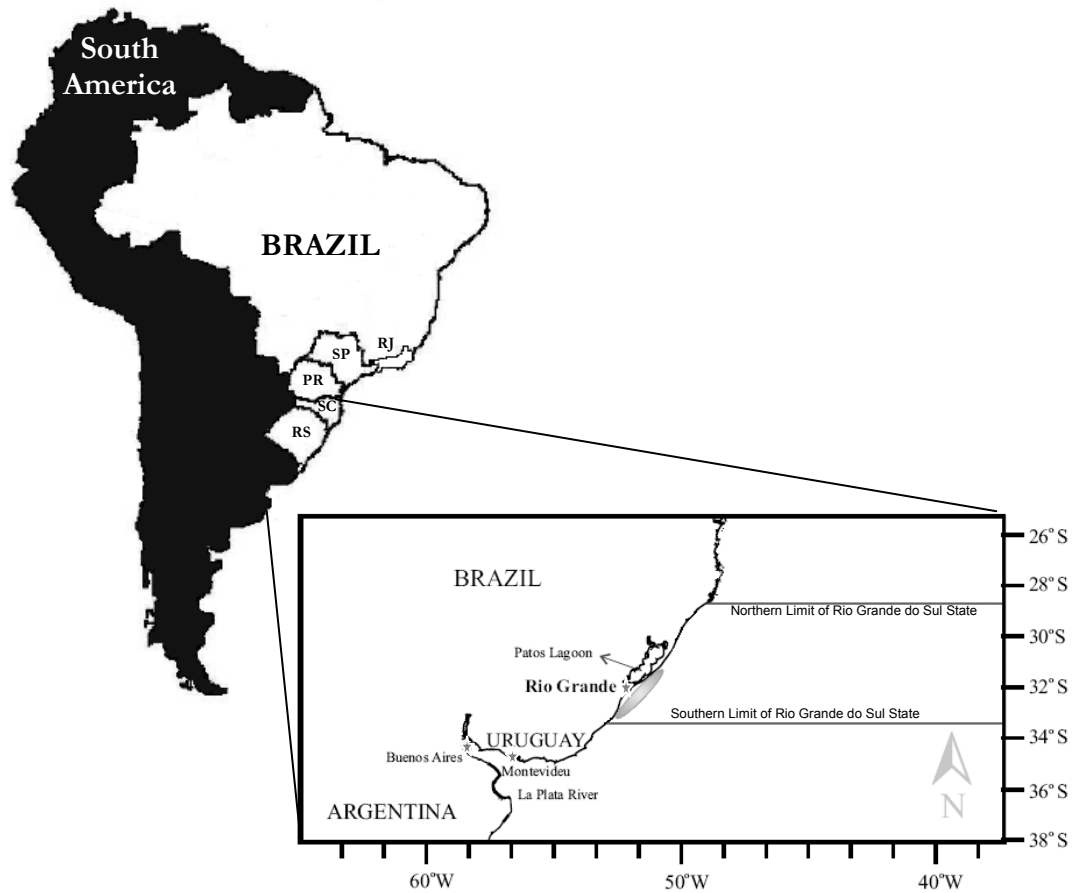 South
America
BRAZIL
RJ
SP
PR
SC
RS
26°S
BRAZIL
28°S
Northern Limit of Rio Grande do Sul State
30°S
Patos Lagoon
Rio Grande
32°S
Southern Limit of Rio Grande do Sul State
34°S
URUGUAY
Buenos Aires
Montevideu
36°S
La Plata River
ARGENTINA
N
38°S
60°W
50°W
40°W